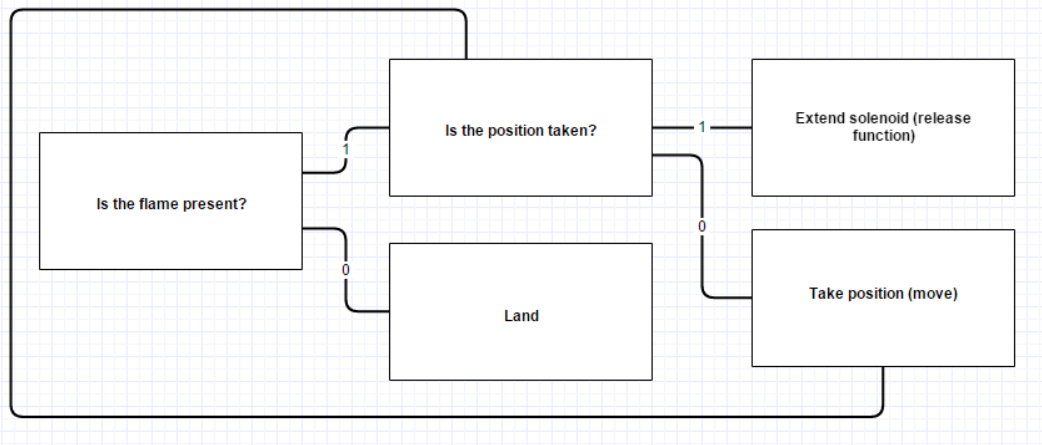 Is the flame present?
1
0
Is the position taken?
Land
1
0
Extend solenoid (release
function)
Take position (move)